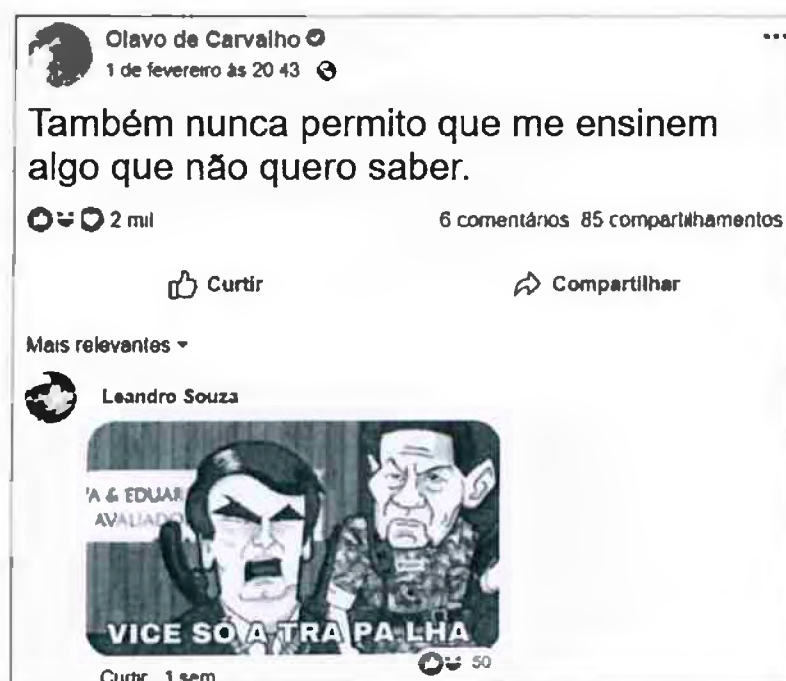 Olavo de Carvalho
1 de fevereiro às 20 43
Também nunca permito que me ensinem
algo que não quero saber.
2 mil
6 comentários 85 compartilhamentos
Curtir
Compartilhar
Mais relevantes
Leandro Souza
'A & EDUAR
AVALIADO
VICE SÓ A TRA PA LHA
Curtir 1 sem
50